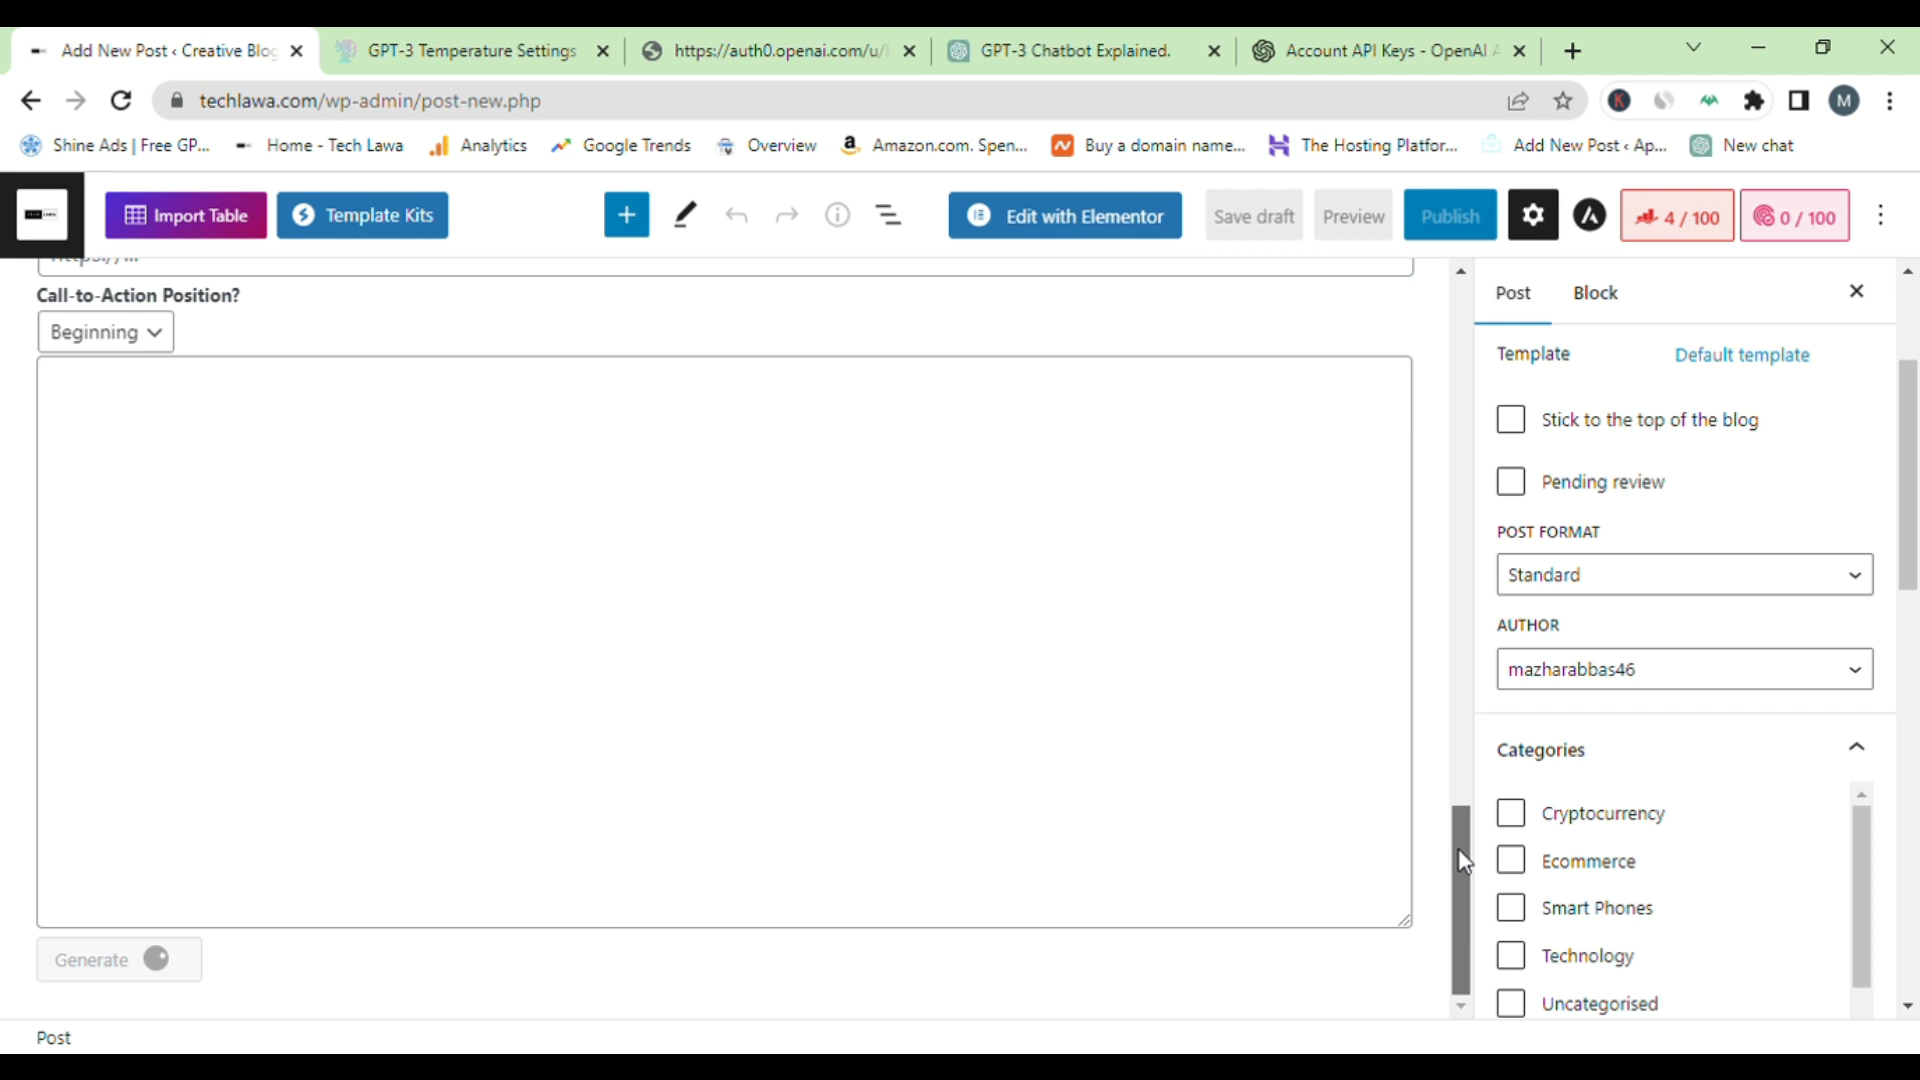 Add New Post ‹ Creative Blog
GPT-3 Temperature Settings
https://auth0.openai.com/u/
GPT-3 Chatbot Explained.
Account API Keys - OpenAI A
techlawa.com/wp-admin/post-new.php
K
M
Shine Ads | Free GP...
Home - Tech Lawa
Analytics
Google Trends
Overview
Amazon.com. Spen...
Buy a domain name...
The Hosting Platfor...
Add New Post ‹ Ap...
New chat
Import Table
Template Kits
Edit with Elementor
Save draft
Preview
Publish
4 / 100
0 / 100
Call-to-Action Position?
Beginning
Generate
Post
Block
Template
Default template
Stick to the top of the blog
Pending review
POST FORMAT
Standard
AUTHOR
mazharabbas46
Categories
Cryptocurrency
Ecommerce
Smart Phones
Technology
Uncategorised
Post